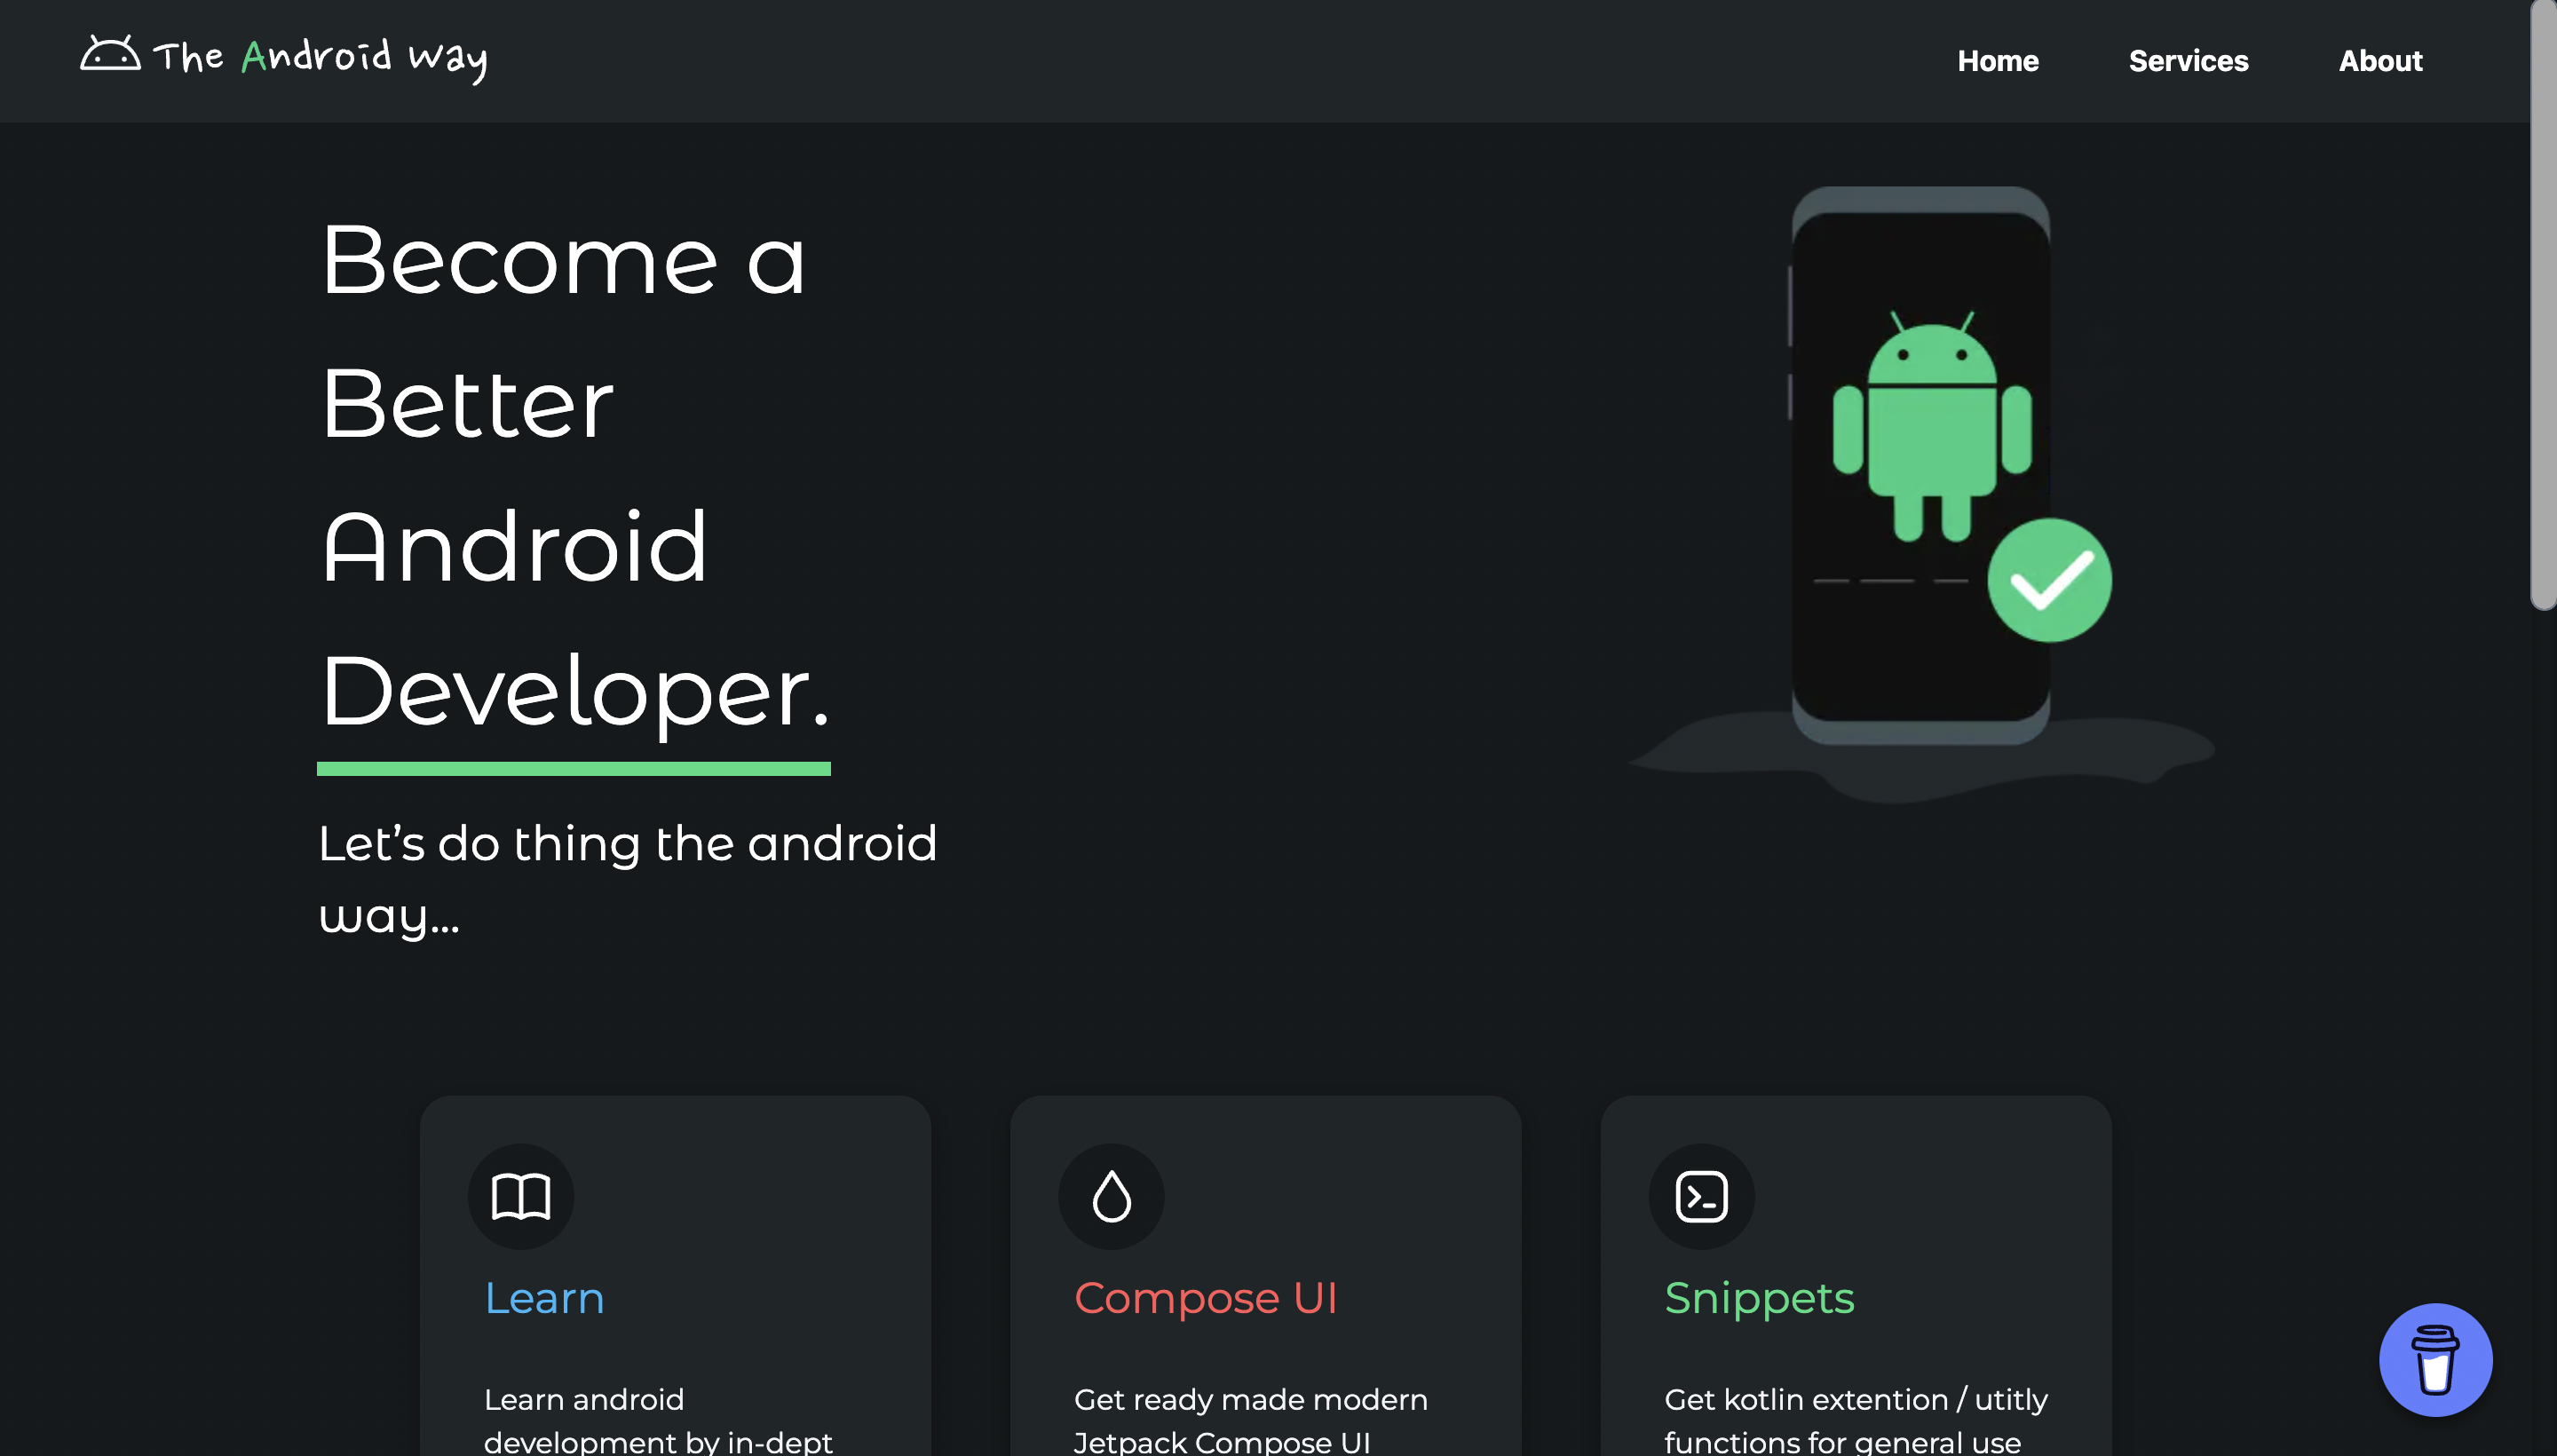 The Android Way
Home
Services
About
Become a
Better
Android
Developer.
Let's do thing the android
way...
Learn
Learn android
development by in-dept
Compose UI
Get ready made modern
Jetpack Compose UI
Snippets
Get kotlin extention / utitly
functions for general use